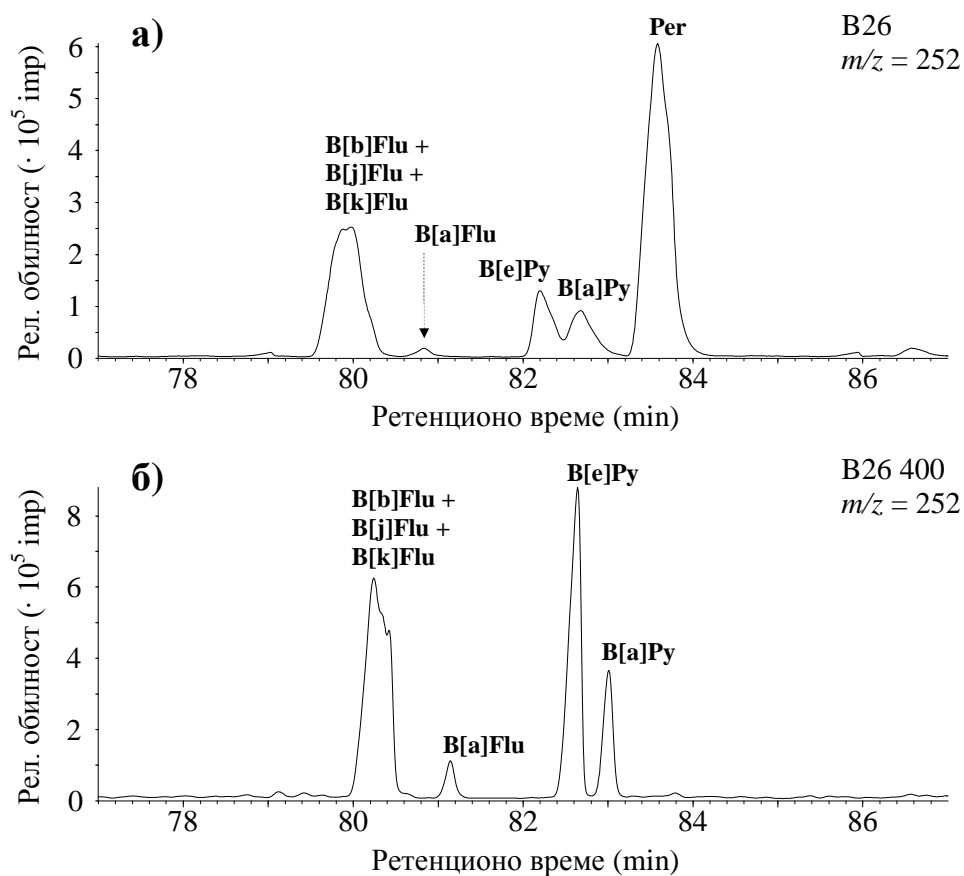 а)
Per
B26
m/z = 252
Рел. обилност (· 10⁵ imp)
6
5
4
3
2
1
0
B[b]Flu +
B[j]Flu +
B[k]Flu
B[a]Flu
B[e]Py
B[a]Py
78 80 82 84 86
Ретенционо време (min)
б)
B[e]Py
B26 400
m/z = 252
Рел. обилност (· 10⁵ imp)
8
6
4
2
0
B[b]Flu +
B[j]Flu +
B[k]Flu
B[a]Py
B[a]Flu
78 80 82 84 86
Ретенционо време (min)